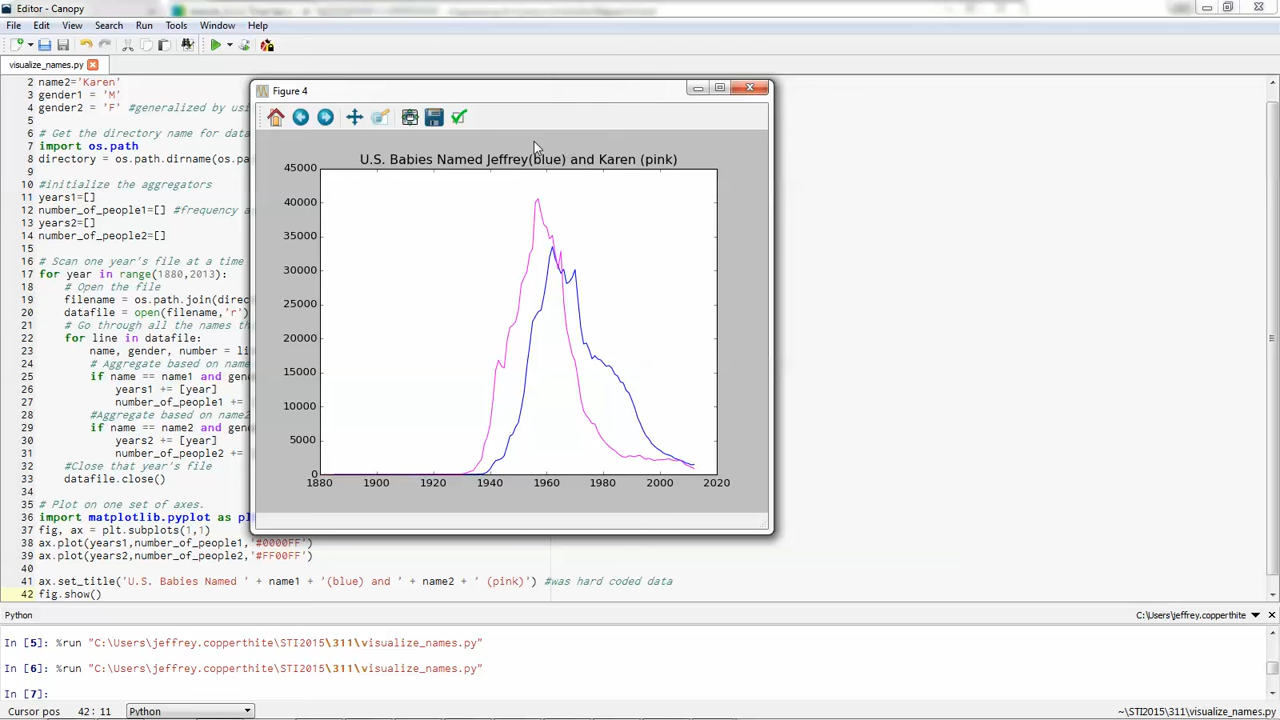 Editor - Canopy
File Edit View Search Run Tools Window Help
visualize_names.py
2 name2='Karen'
3 gender1 = 'M'
4 gender2 = 'F' #generalized by usi
5
6 # Get the directory name for data
7 import os.path
8 directory = os.path.dirname(os.pa
9
10 #initialize the aggregators
11 years1=[]
12 number_of_people1=[] #frequency a
13 years2=[]
14 number_of_people2=[]
15
16 # Scan one year's file at a time
17 for year in range(1880,2013):
18 # Open the file
19 filename = os.path.join(direc
20 datafile = open(filename,'r')
21 # Go through all the names th
22 for line in datafile:
23 name, gender, number = li
24 # Aggregate based on name
25 if name == name1 and gend
26 years1 += [year]
27 number_of_people1 +=
28 #Aggregate based on name2
29 if name == name2 and gend
30 years2 += [year]
31 number_of_people2 +=
32 #Close that year's file
33 datafile.close()
34
35 # Plot on one set of axes.
36 import matplotlib.pyplot as pl
37 fig, ax = plt.subplots(1,1)
38 ax.plot(years1,number_of_people1,'#0000FF')
39 ax.plot(years2,number_of_people2,'#FF00FF')
40
41 ax.set_title('U.S. Babies Named ' + name1 + '(blue) and ' + name2 + ' (pink)') #was hard coded data
42 fig.show()
Figure 4
U.S. Babies Named Jeffrey(blue) and Karen (pink)
45000
40000
35000
30000
25000
20000
15000
10000
5000
0
1880 1900 1920 1940 1960 1980 2000 2020
Python C:\Users\jeffrey.copperthite
In [5]: %run "C:\Users\jeffrey.copperthite\STI2015\311\visualize_names.py"
In [6]: %run "C:\Users\jeffrey.copperthite\STI2015\311\visualize_names.py"
In [7]:
Cursor pos 42 : 11 Python ~\STI2015\311\visualize_names.py